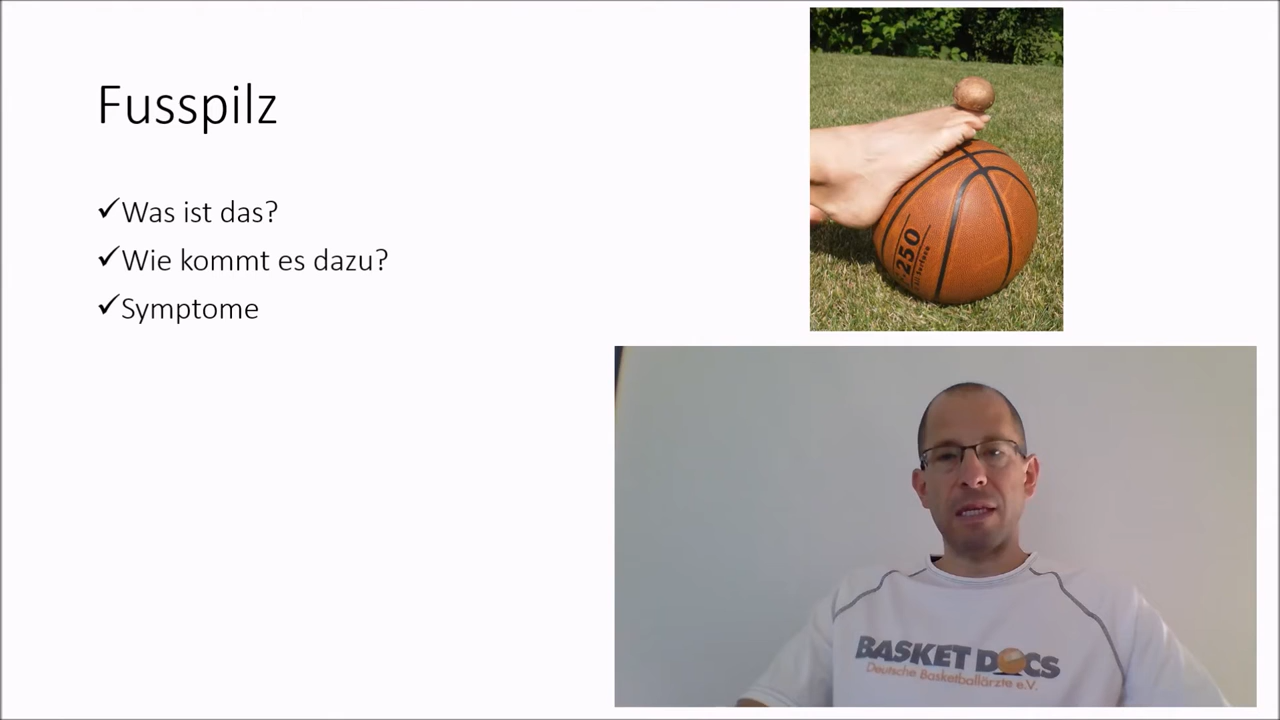 Fusspilz
✓Was ist das?
✓Wie kommt es dazu?
✓Symptome
250
BASKET DOCS
Deutsche Basketballärzte e.V.